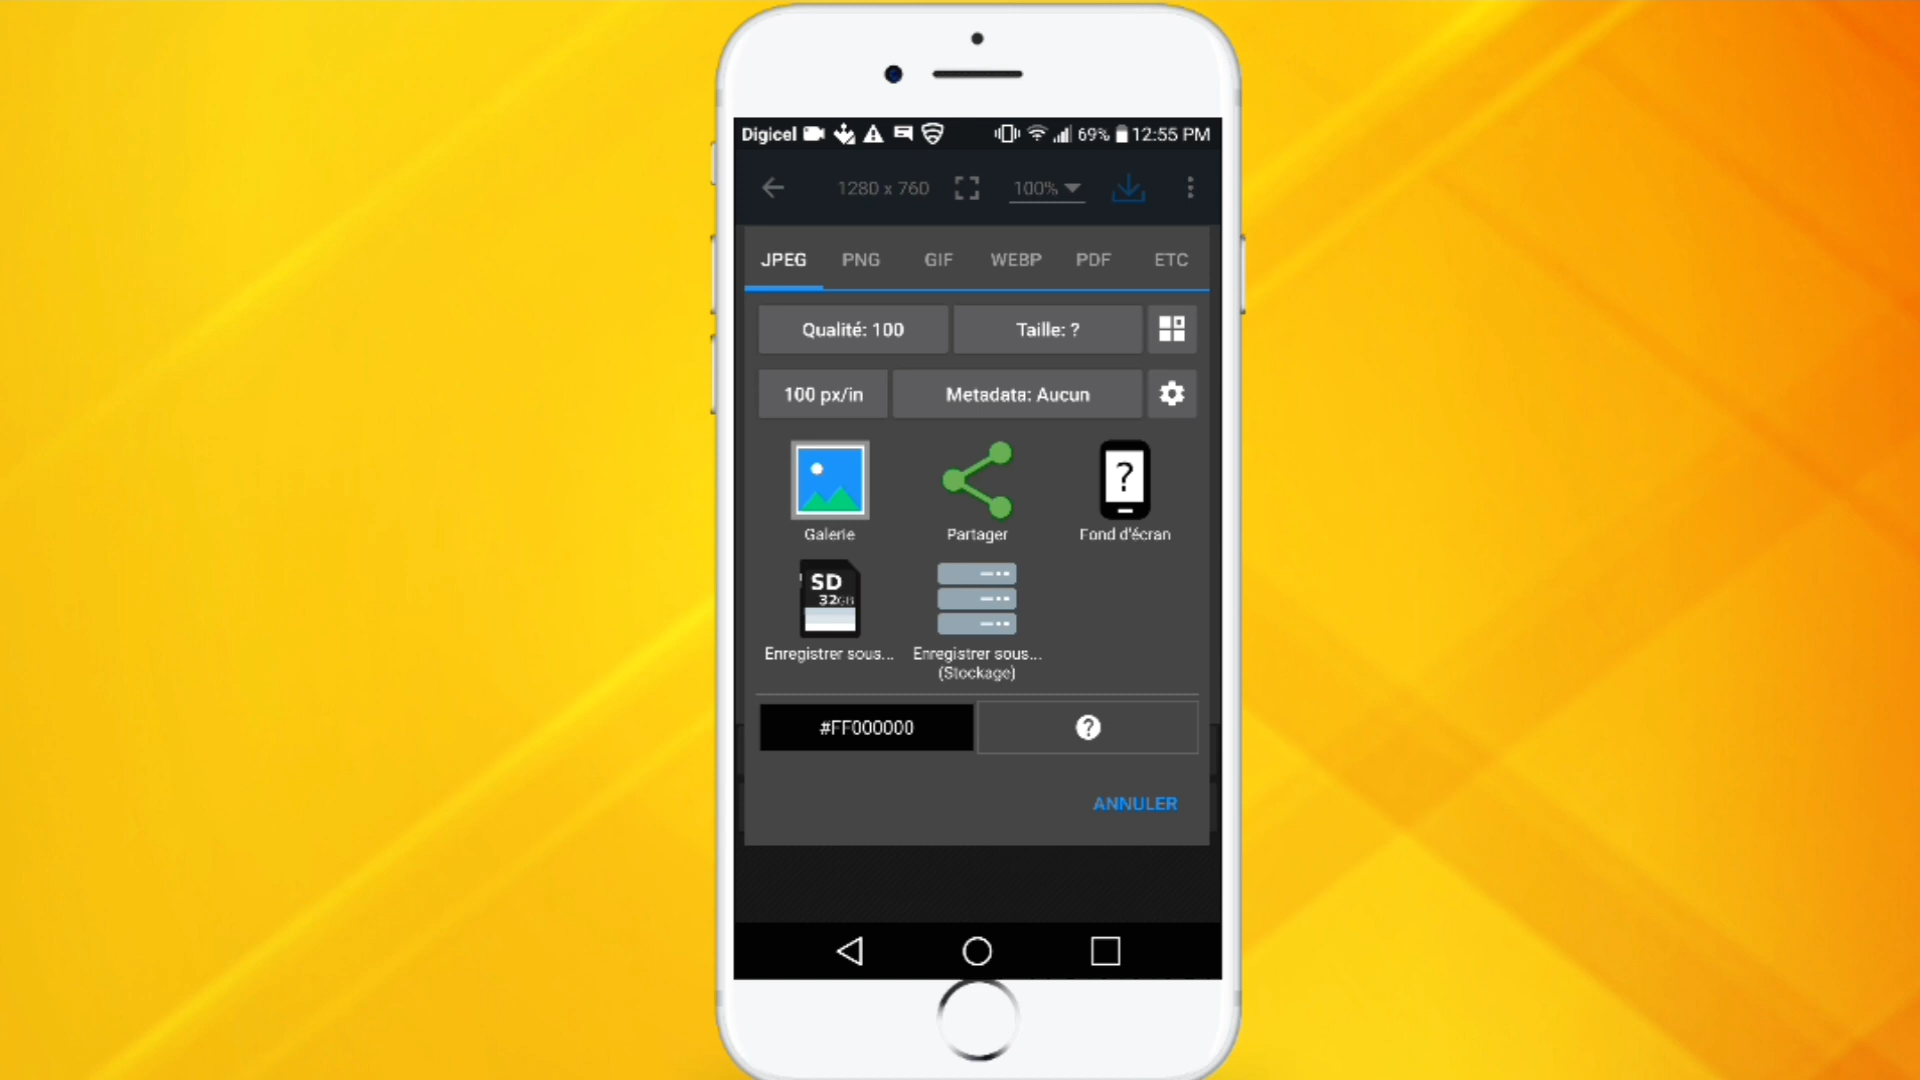 Digicel 69% 12:55 PM
1280 x 760 100%
JPEG PNG GIF WEBP PDF ETC
Qualité: 100 Taille: ?
100 px/in Metadata: Aucun
?
Galerie Partager Fond d'écran
SD
32GB
Enregistrer sous... Enregistrer sous...
(Stockage)
#FF000000 ?
ANNULER